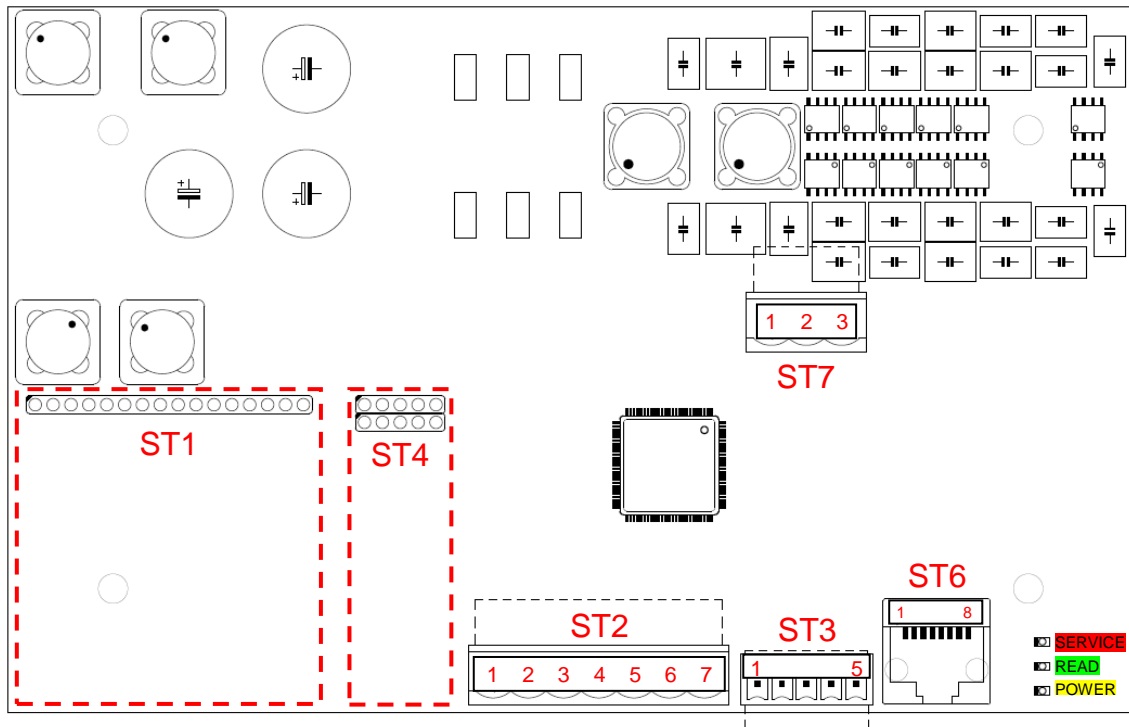 1 2 3
ST7
ST1
ST4
ST6
1 8
ST2
ST3
1 2 3 4 5 6 7
1 5
SERVICE
READ
POWER